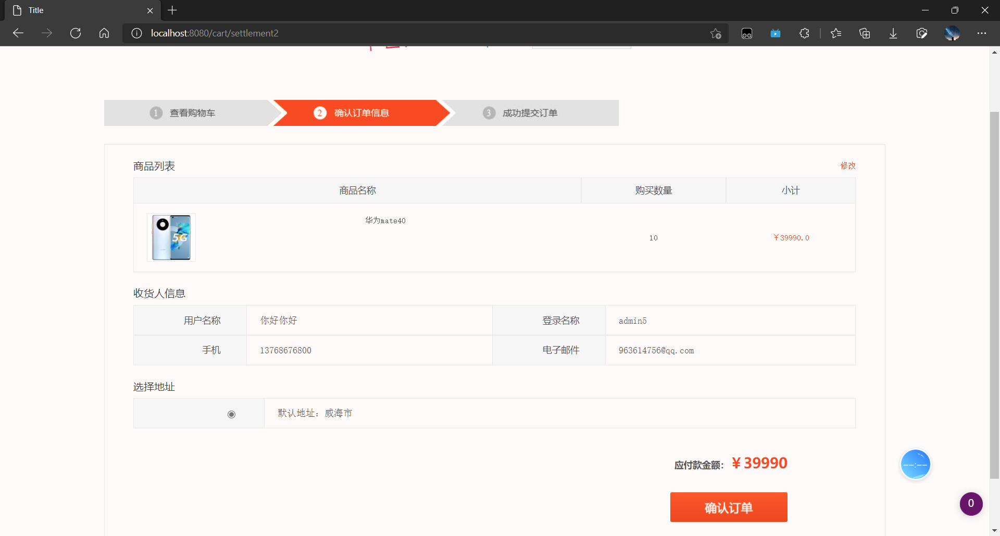 Title
localhost:8080/cart/settlement2
1 查看购物车 2 确认订单信息 3 成功提交订单
商品列表 修改
商品名称 购买数量 小计
华为mate40
5G
10 ￥39990.0
收货人信息
用户名称 你好你好 登录名称 admin5
手机 13768676800 电子邮件 963614756@qq.com
选择地址
默认地址：威海市
应付款金额： ￥39990
--:--
0
确认订单